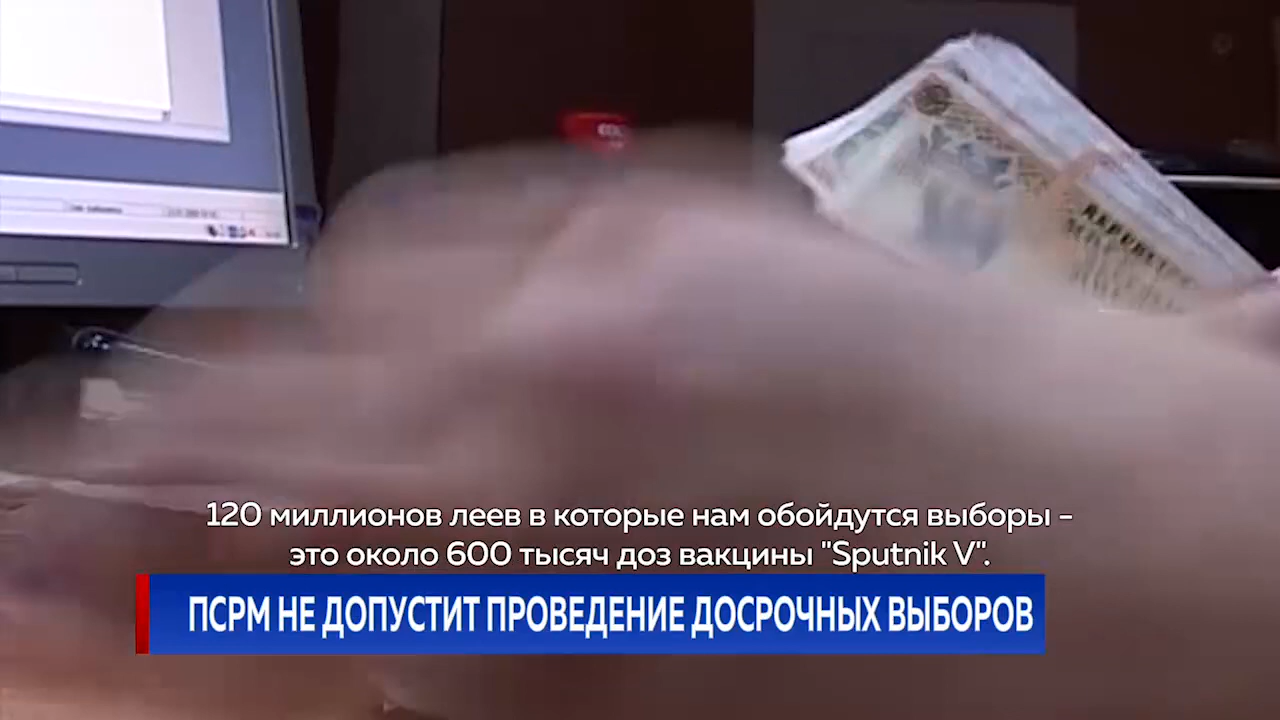 120 миллионов леев в которые нам обойдутся выборы -
это около 600 тысяч доз вакцины "Sputnik V".
ПСРМ НЕ ДОПУСТИТ ПРОВЕДЕНИЕ ДОСРОЧНЫХ ВЫБОРОВ